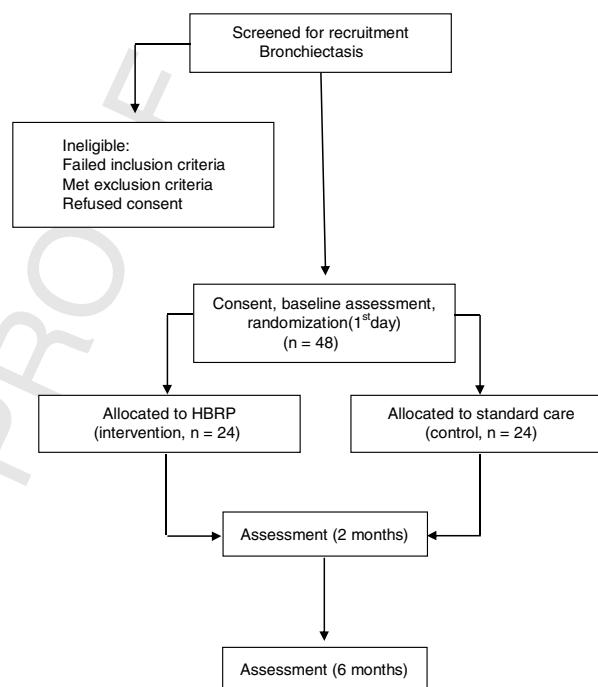 Screened for recruitment
Bronchiectasis
Ineligible:
Failed inclusion criteria
Met exclusion criteria
Refused consent
Consent, baseline assessment,
randomization(1st day)
(n = 48)
Allocated to HBRP
(intervention, n = 24)
Allocated to standard care
(control, n = 24)
Assessment (2 months)
Assessment (6 months)
PROOF